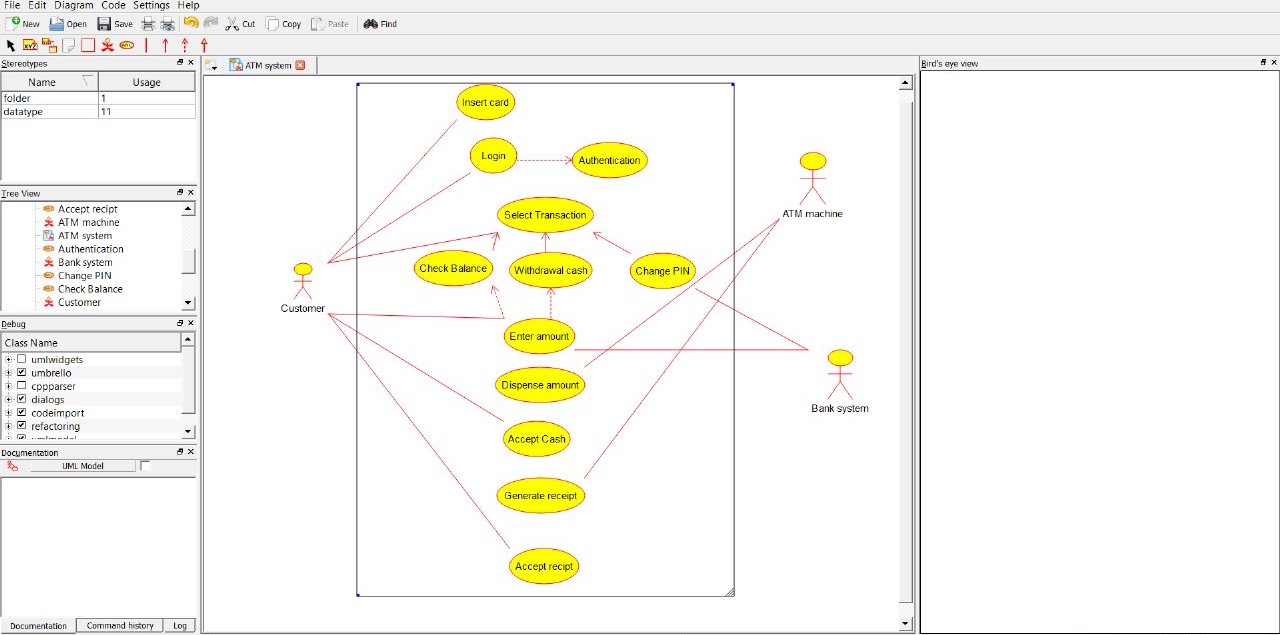 File Edit Diagram Code Settings Help
New Open Save Cut Copy Paste Find
Stereotypes
Name Usage
folder 1
datatype 11
Tree View
Accept recipt
ATM machine
ATM system
Authentication
Bank system
Change PIN
Check Balance
Customer
Debug
Class Name
umlwidgets
umbrello
cppparser
dialogs
codeimport
refactoring
umlmodel
Documentation
UML Model
Documentation Command history Log
ATM system
Insert card
Login
Authentication
Select Transaction
Check Balance
Withdrawal cash
Change PIN
Enter amount
Dispense amount
Accept Cash
Generate receipt
Accept recipt
Customer
ATM machine
Bank system
Bird's eye view